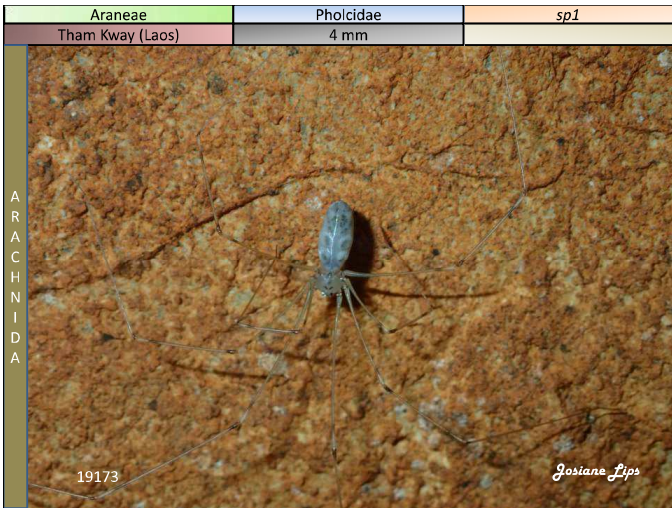 Araneae Pholcidae sp1
Tham Kway (Laos) 4 mm
ARACHNIDA
19173
Josiane Lips